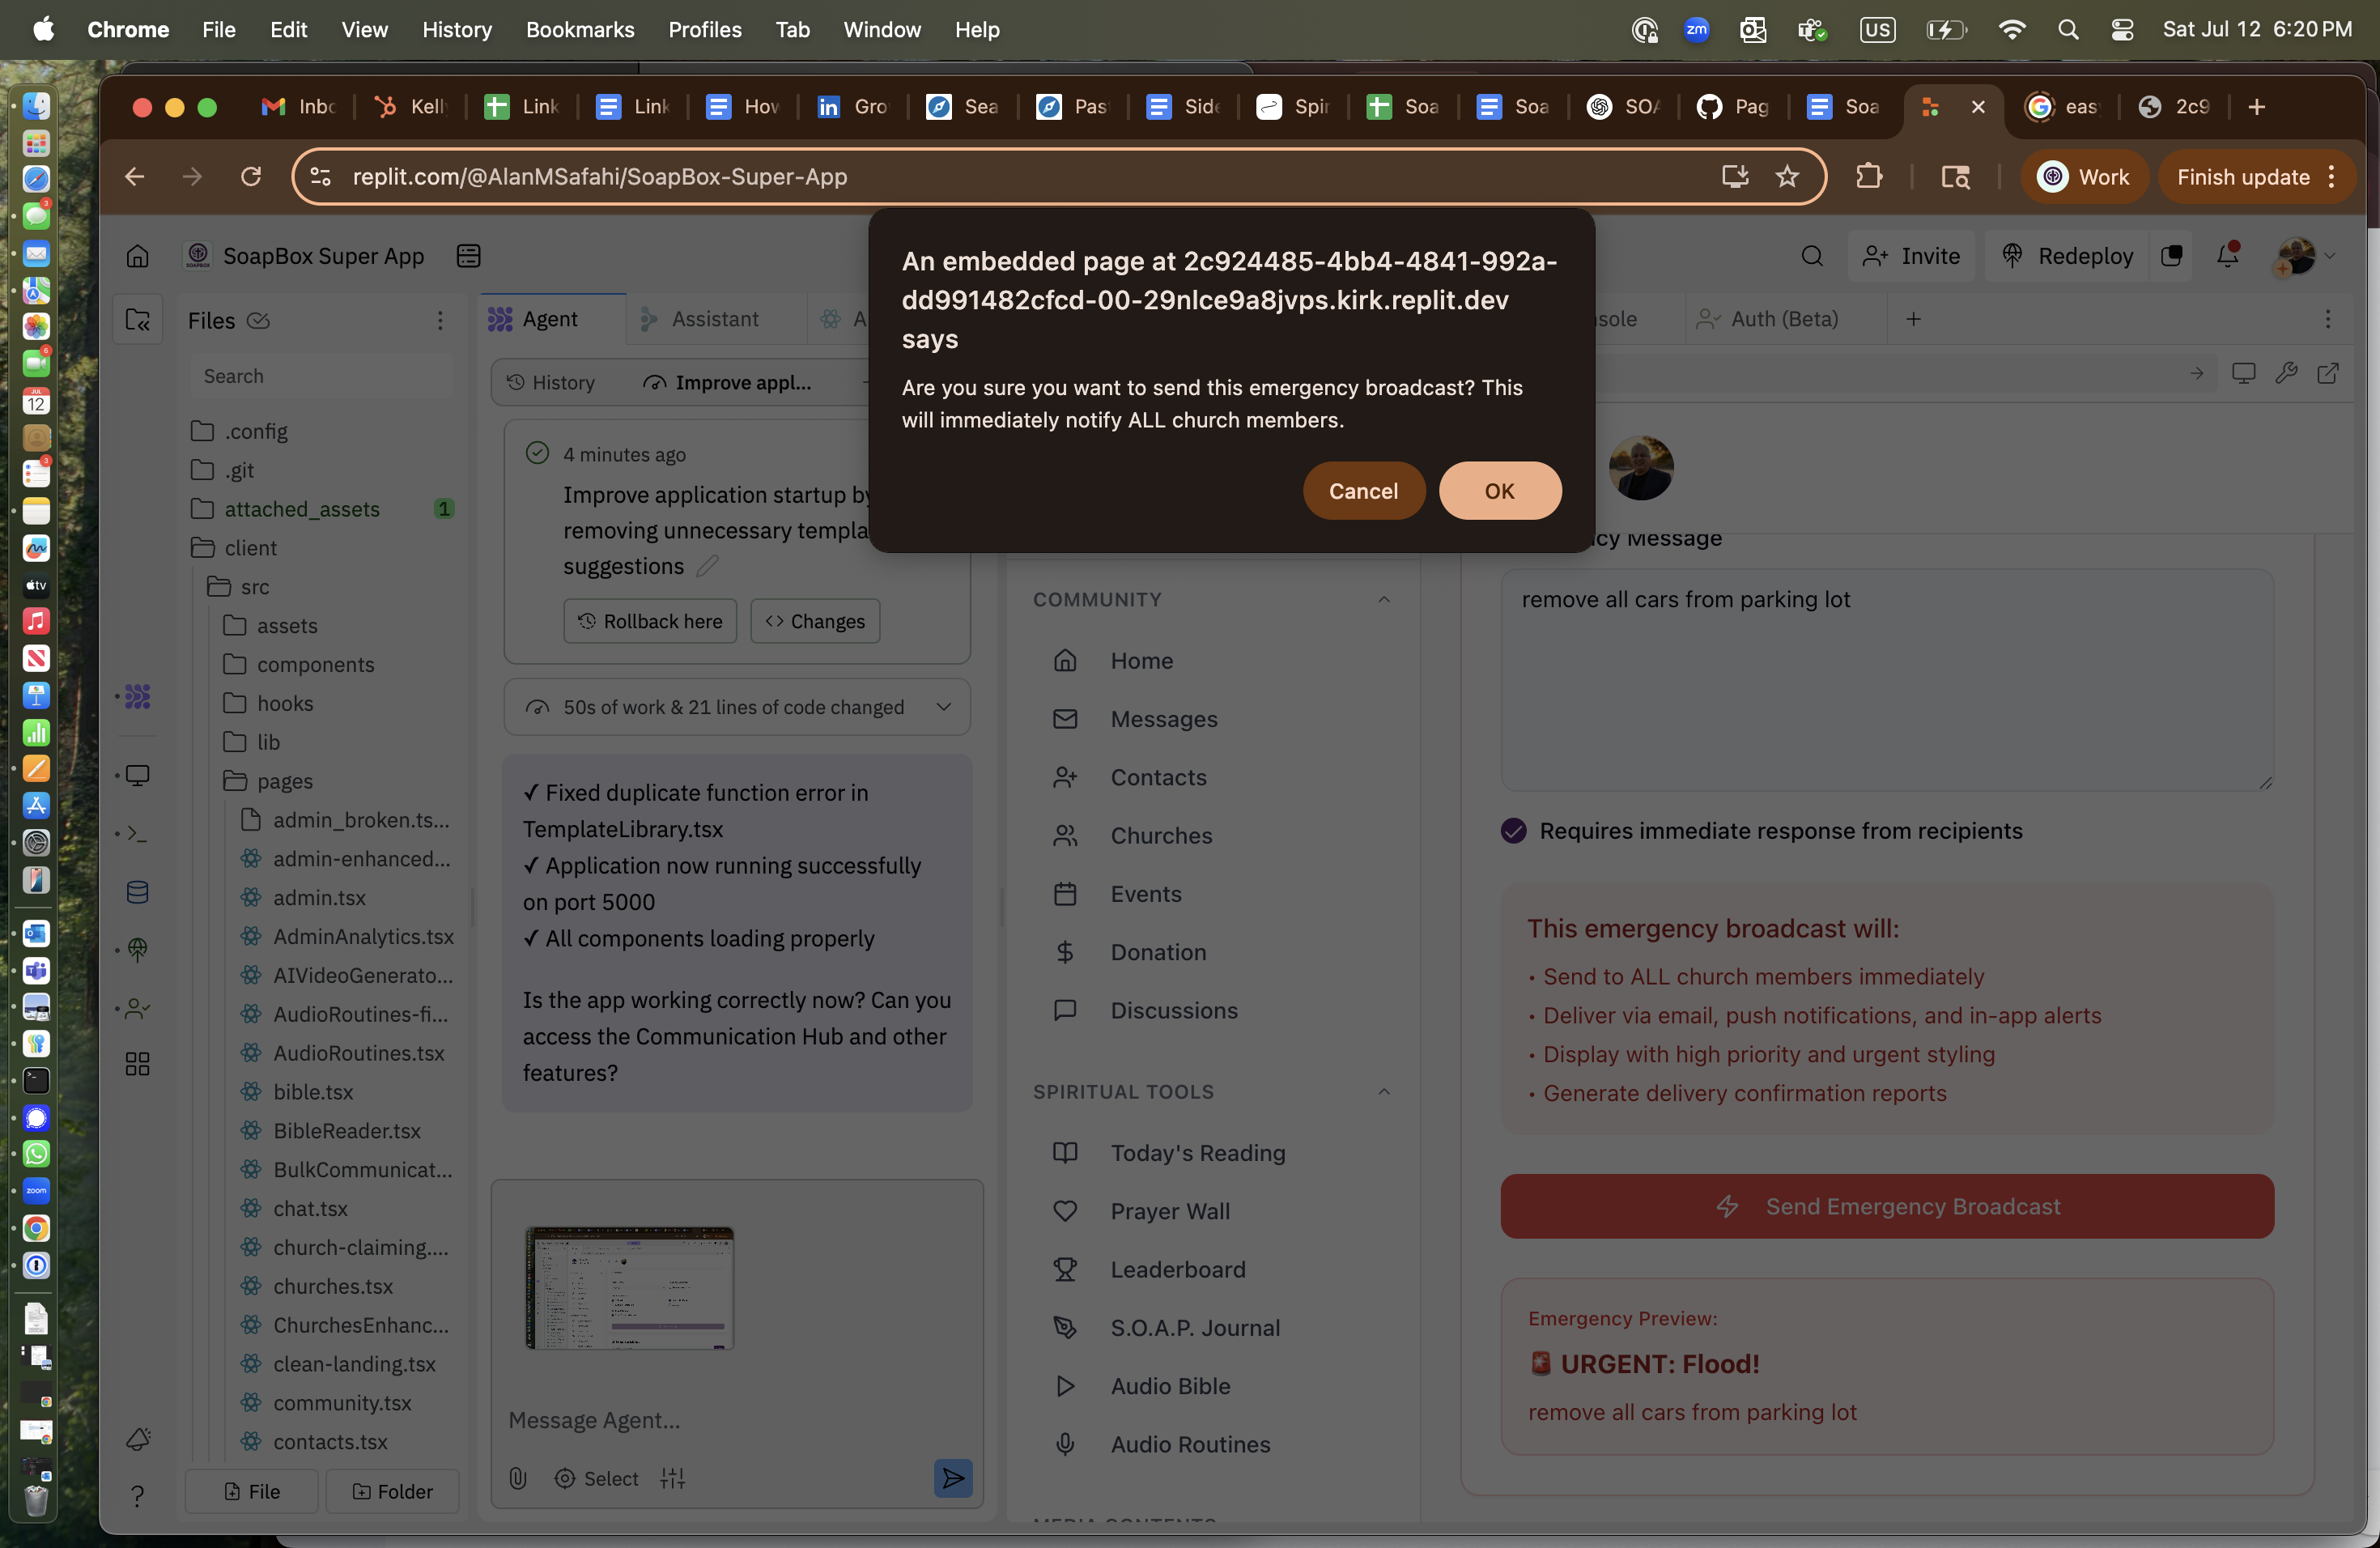 Chrome File Edit View History Bookmarks Profiles Tab Window Help
zm
US
Sat Jul 12 6:20 PM
Inbc
Kell
Link
Link
How
Gro
Sea
Pas
Side
Spir
Soa
Soa
SOA
Pag
Soa
eas
2c9
replit.com/@AlanMSafahi/SoapBox-Super-App
Work
Finish update
SoapBox Super App
Invite
Redeploy
Files
Search
.config
.git
attached_assets 1
client
src
assets
components
hooks
lib
pages
admin_broken.ts...
admin-enhanced...
admin.tsx
AdminAnalytics.tsx
AIVideoGenerato...
AudioRoutines-fi...
AudioRoutines.tsx
bible.tsx
BibleReader.tsx
BulkCommunicat...
chat.tsx
church-claiming....
churches.tsx
ChurchesEnhanc...
clean-landing.tsx
community.tsx
contacts.tsx
File
Folder
Agent
Assistant
A
nsole
Auth (Beta)
History
Improve appl...
4 minutes ago
Improve application startup by
removing unnecessary templa
suggestions
Rollback here
Changes
50s of work & 21 lines of code changed
✓ Fixed duplicate function error in
TemplateLibrary.tsx
✓ Application now running successfully
on port 5000
✓ All components loading properly
Is the app working correctly now? Can you
access the Communication Hub and other
features?
Message Agent...
Select
An embedded page at 2c924485-4bb4-4841-992a-
dd991482cfcd-00-29nlce9a8jvps.kirk.replit.dev
says
Are you sure you want to send this emergency broadcast? This
will immediately notify ALL church members.
Cancel
OK
COMMUNITY
Home
Messages
Contacts
Churches
Events
Donation
Discussions
SPIRITUAL TOOLS
Today's Reading
Prayer Wall
Leaderboard
S.O.A.P. Journal
Audio Bible
Audio Routines
MEDIA CONTENTS
cy Message
remove all cars from parking lot
Requires immediate response from recipients
This emergency broadcast will:
• Send to ALL church members immediately
• Deliver via email, push notifications, and in-app alerts
• Display with high priority and urgent styling
• Generate delivery confirmation reports
Send Emergency Broadcast
Emergency Preview:
🚨 URGENT: Flood!
remove all cars from parking lot